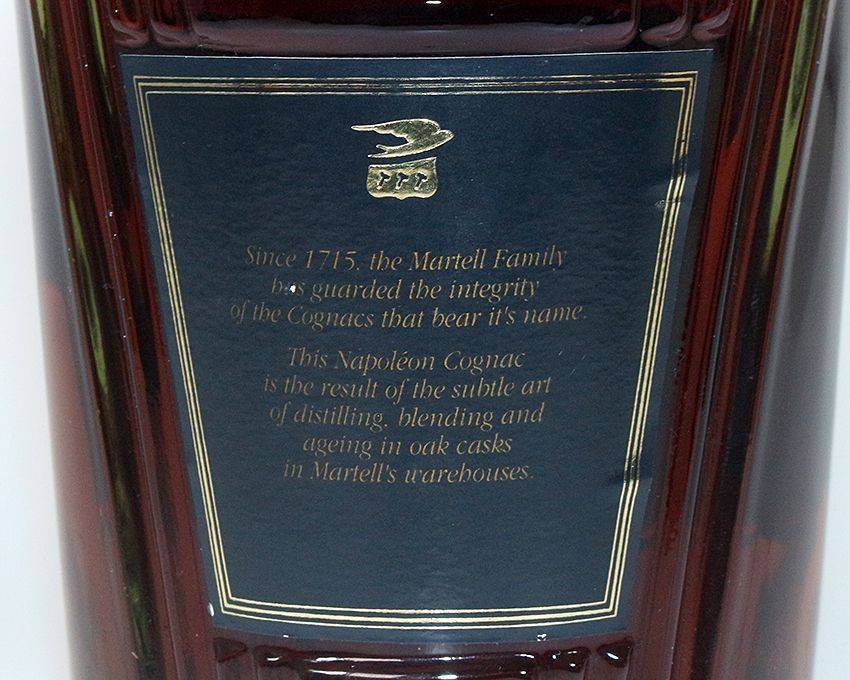 Since 1715, the Martell Family
has guarded the integrity
of the Cognacs that bear it's name.
This Napoléon Cognac
is the result of the subtle art
of distilling, blending and
ageing in oak casks
in Martell's warehouses.